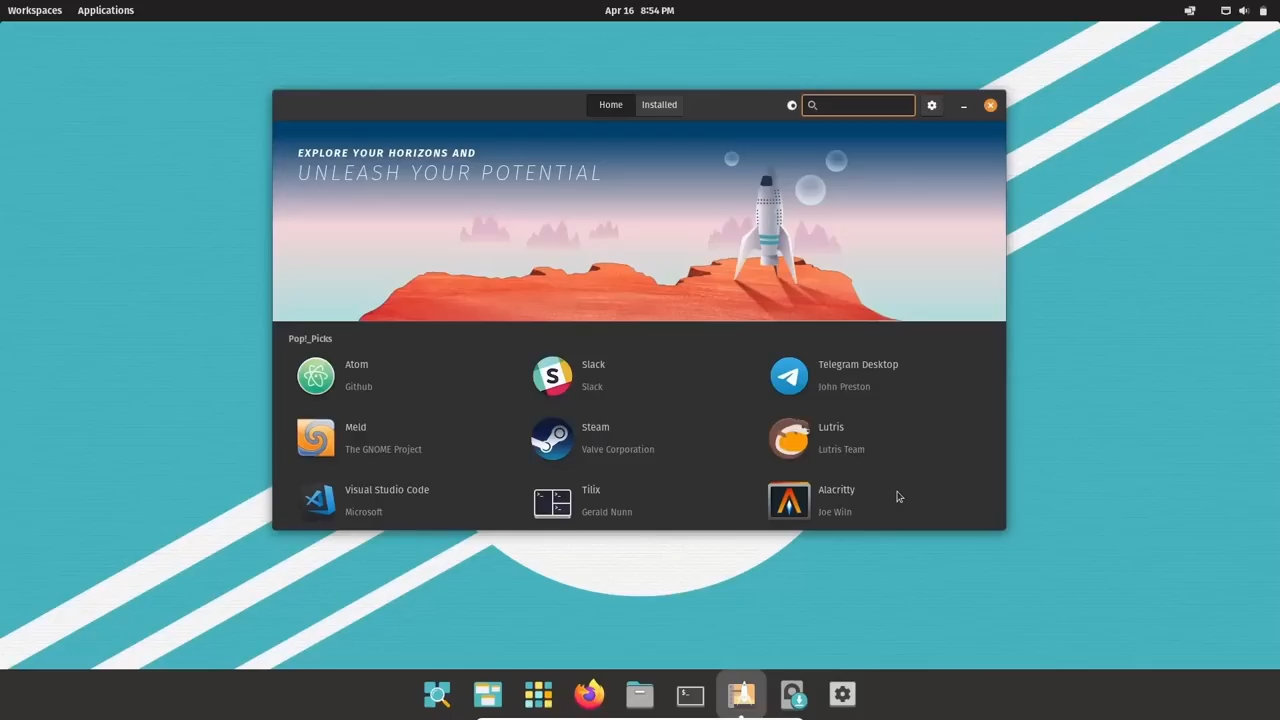 Workspaces Applications Apr 16 8:54 PM
Home Installed
EXPLORE YOUR HORIZONS AND
UNLEASH YOUR POTENTIAL
Pop!_Picks
Atom
Github
Slack
Slack
Telegram Desktop
John Preston
Meld
The GNOME Project
Steam
Valve Corporation
Lutris
Lutris Team
Visual Studio Code
Microsoft
Tilix
Gerald Nunn
Alacritty
Joe Wiln